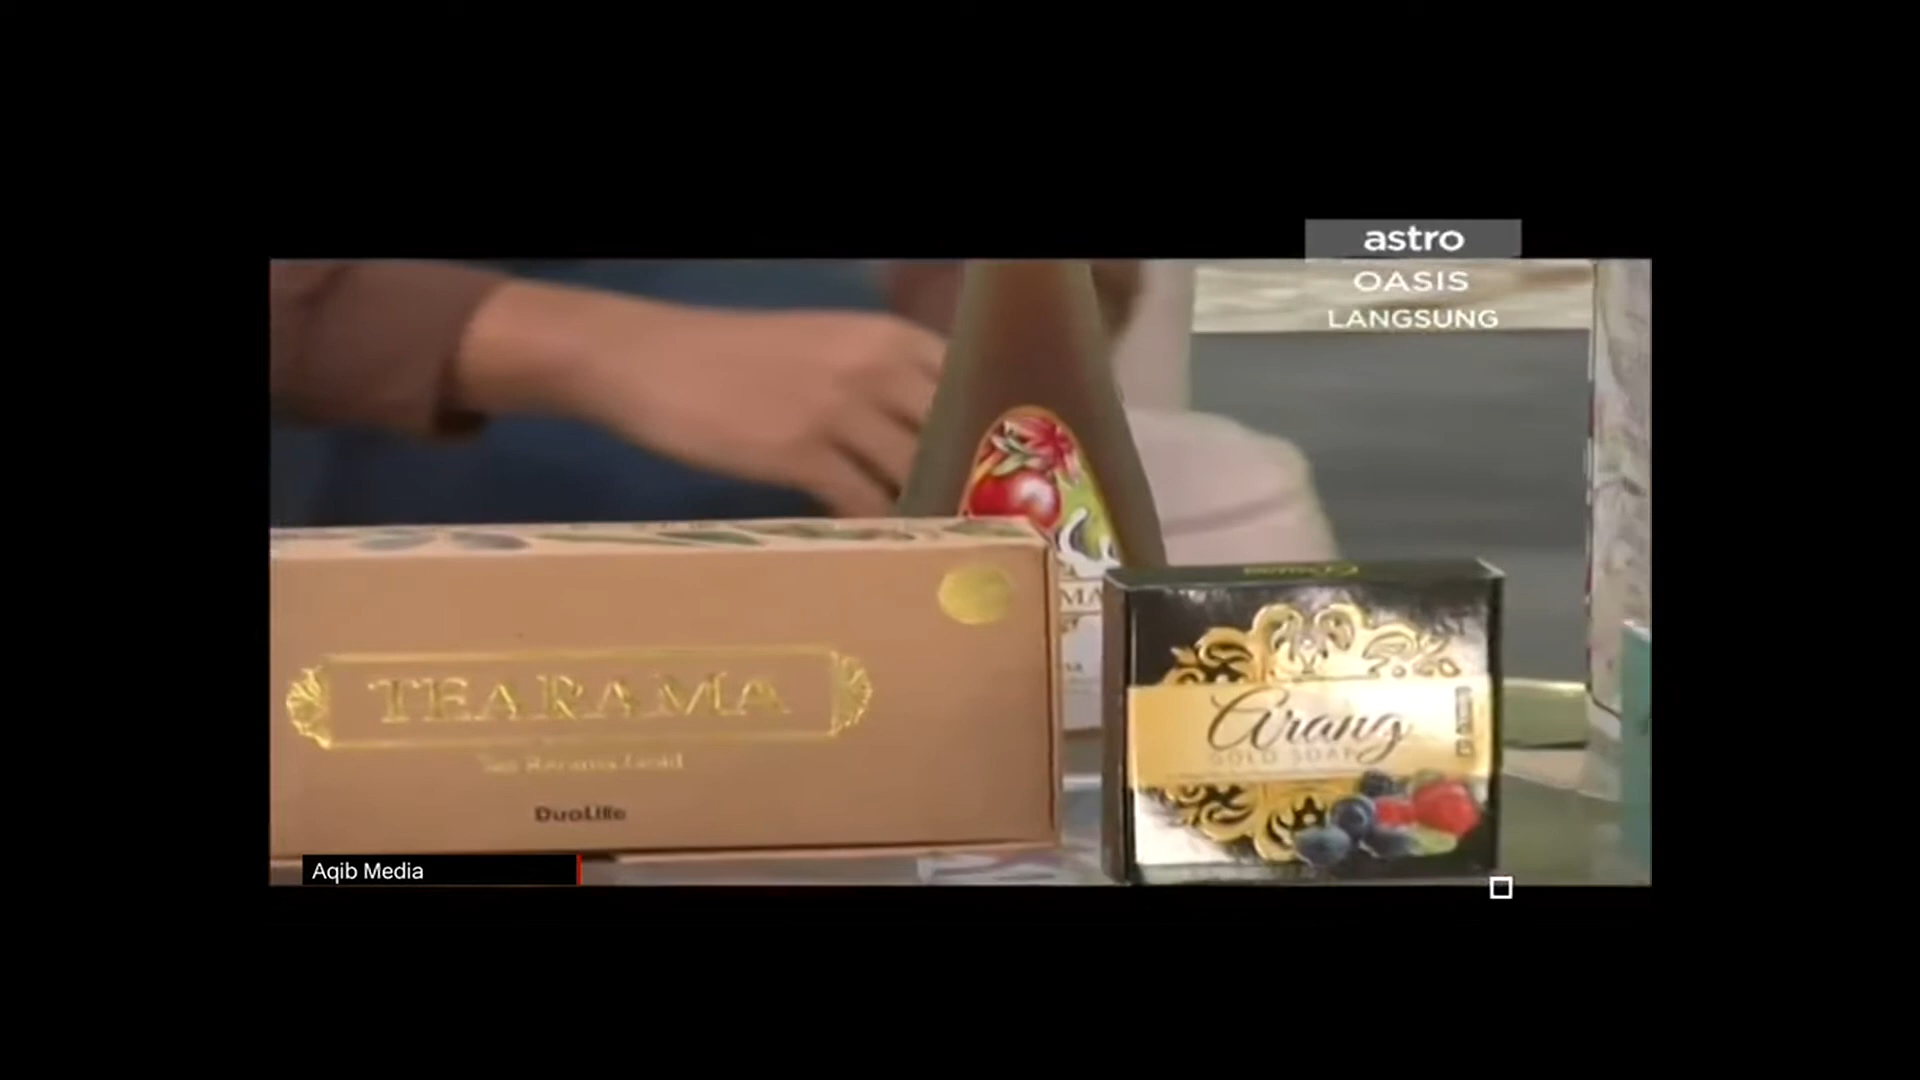 astro
OASIS
LANGSUNG
TEARAMA
DuoLife
Arang
GOLD SOAP
Aqib Media